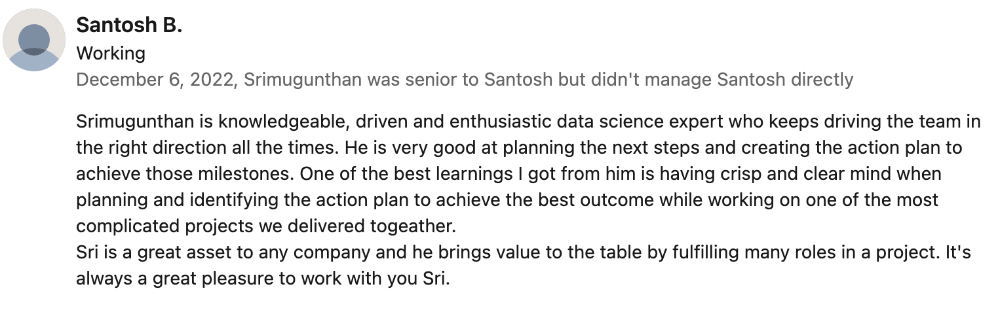 Santosh B.
Working
December 6, 2022, Srimugunthan was senior to Santosh but didn't manage Santosh directly
Srimugunthan is knowledgeable, driven and enthusiastic data science expert who keeps driving the team in
the right direction all the times. He is very good at planning the next steps and creating the action plan to
achieve those milestones. One of the best learnings I got from him is having crisp and clear mind when
planning and identifying the action plan to achieve the best outcome while working on one of the most
complicated projects we delivered togeather.
Sri is a great asset to any company and he brings value to the table by fulfilling many roles in a project. It's
always a great pleasure to work with you Sri.